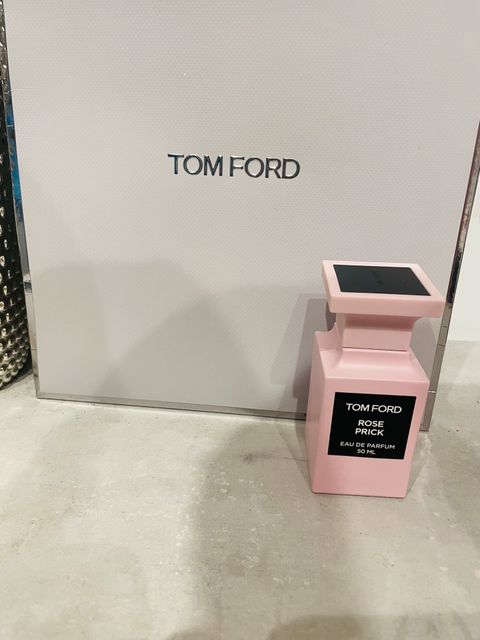 TOM FORD
TOM FORD
ROSE
PRICK
EAU DE PARFUM
50 ML